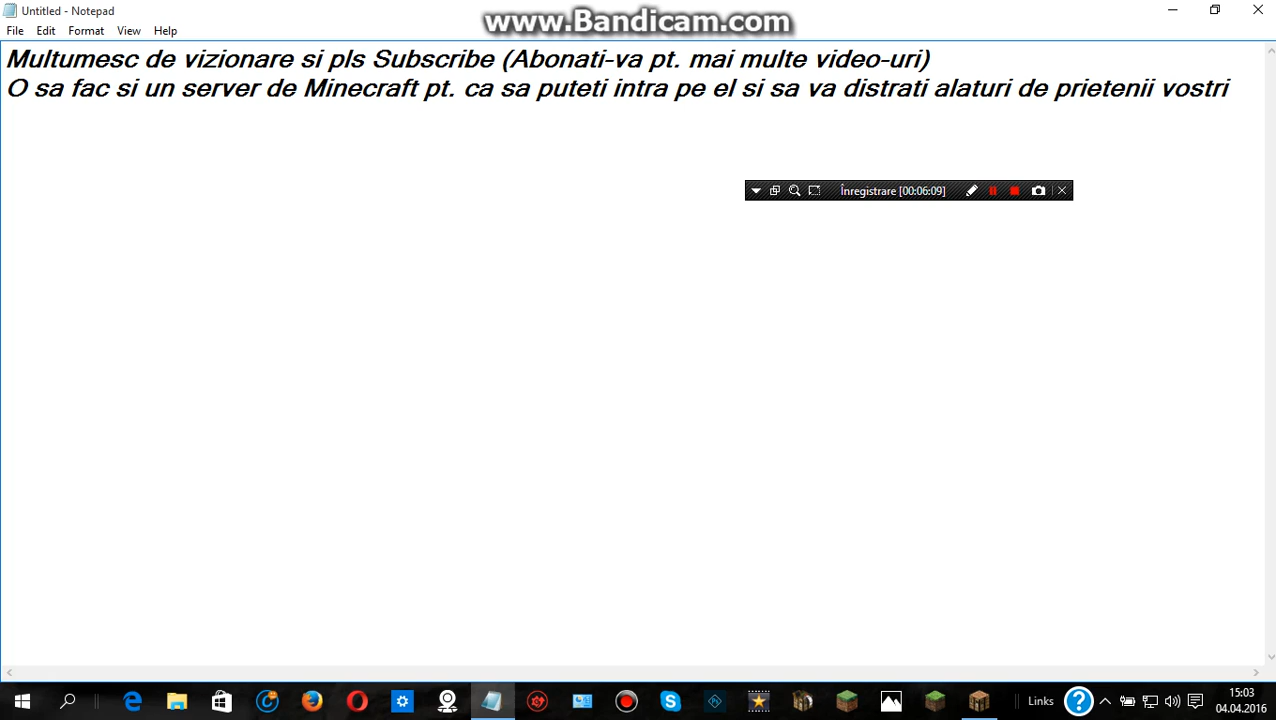 Untitled - Notepad
www.Bandicam.com
File Edit Format View Help
Multumesc de vizionare si pls Subscribe (Abonati-va pt. mai multe video-uri)
O sa fac si un server de Minecraft pt. ca sa puteti intra pe el si sa va distrati alaturi de prietenii vostri
Înregistrare [00:06:09]
Links
15:03
04.04.2016